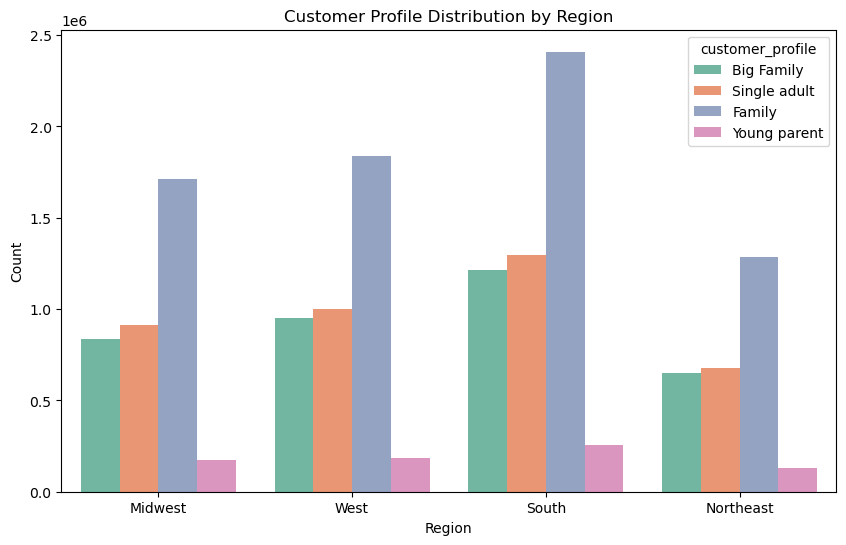 Customer Profile Distribution by Region
1e6
2.5
2.0
1.5
1.0
0.5
0.0
Count
customer_profile
Big Family
Single adult
Family
Young parent
Midwest
West
South
Northeast
Region